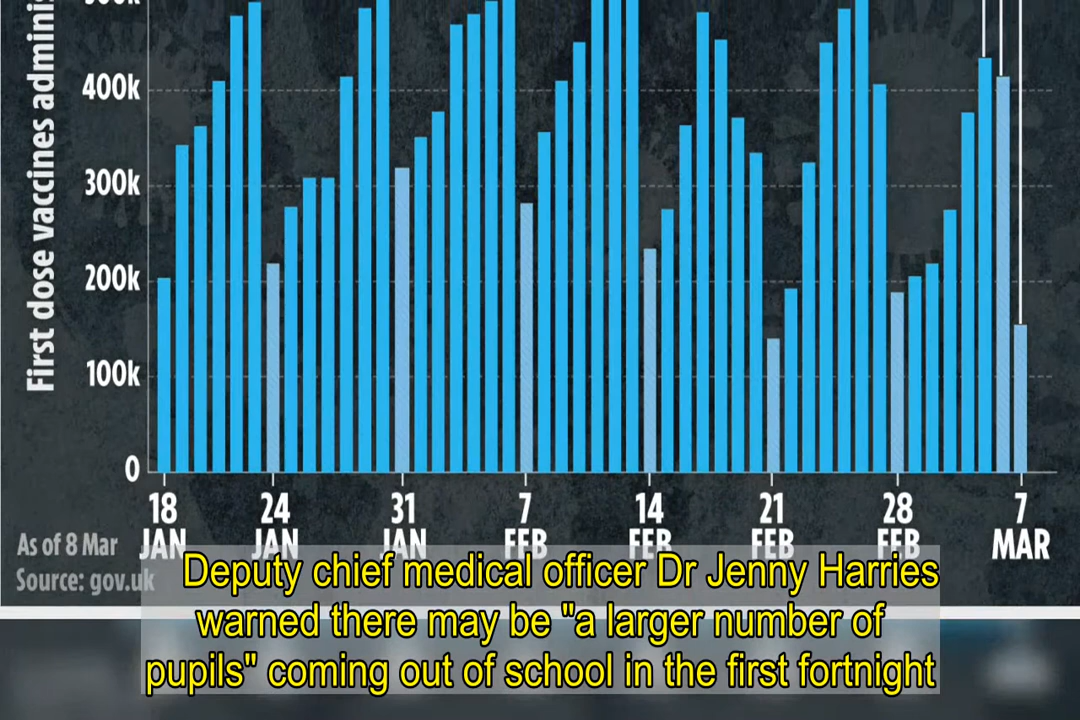 First dose vaccines
400k
300k
200k
100k
0
18 24 31 7 14 21 28 7
JAN JAN JAN FEB FEB FEB FEB MAR
As of 8 Mar
Source: gov.uk
Deputy chief medical officer Dr Jenny Harries
warned there may be "a larger number of
pupils" coming out of school in the first fortnight